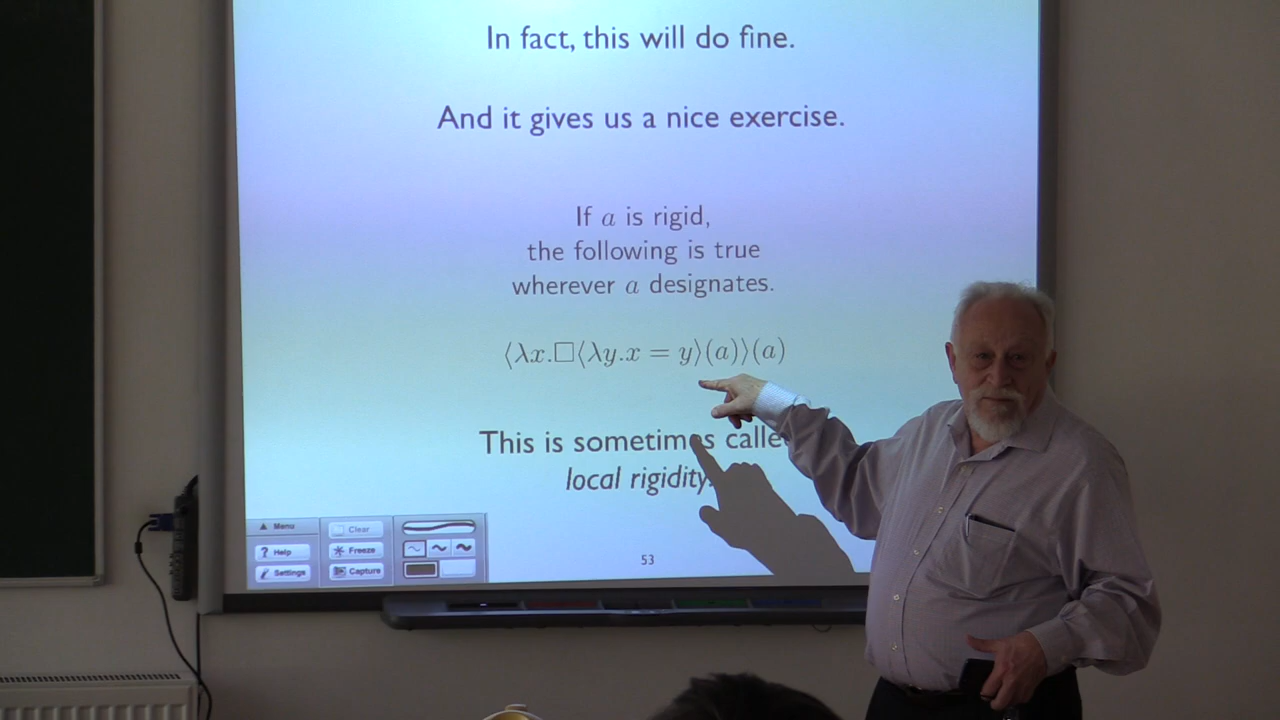 In fact, this will do fine.
And it gives us a nice exercise.
If a is rigid,
the following is true
wherever a designates.
⟨λx.□⟨λy.x = y⟩(a)⟩(a)
This is sometimes calle
local rigidity.
Menu
Clear
? Help
Freeze
Settings
Capture
53